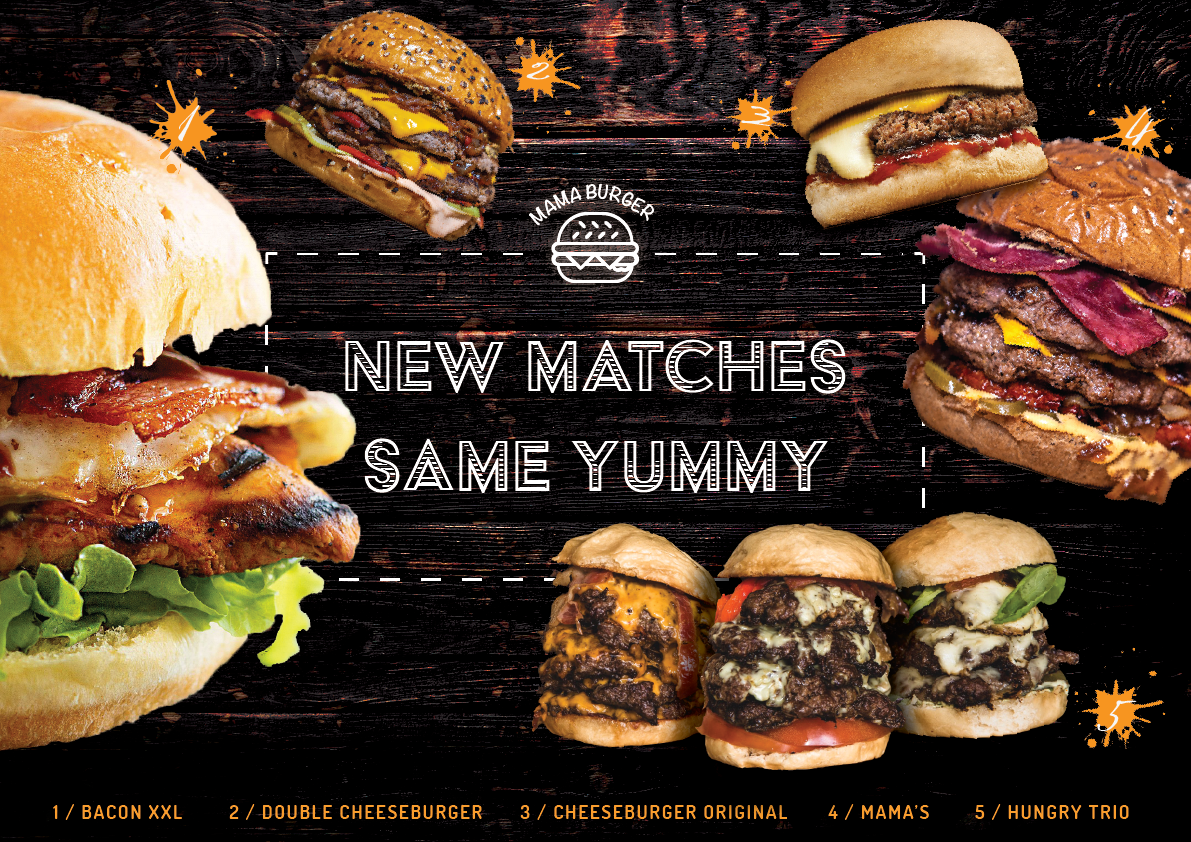 1
2
3
4
MAMA BURGER
NEW MATCHES
SAME YUMMY
5
1 / BACON XXL 2 / DOUBLE CHEESEBURGER 3 / CHEESEBURGER ORIGINAL 4 / MAMA'S 5 / HUNGRY TRIO